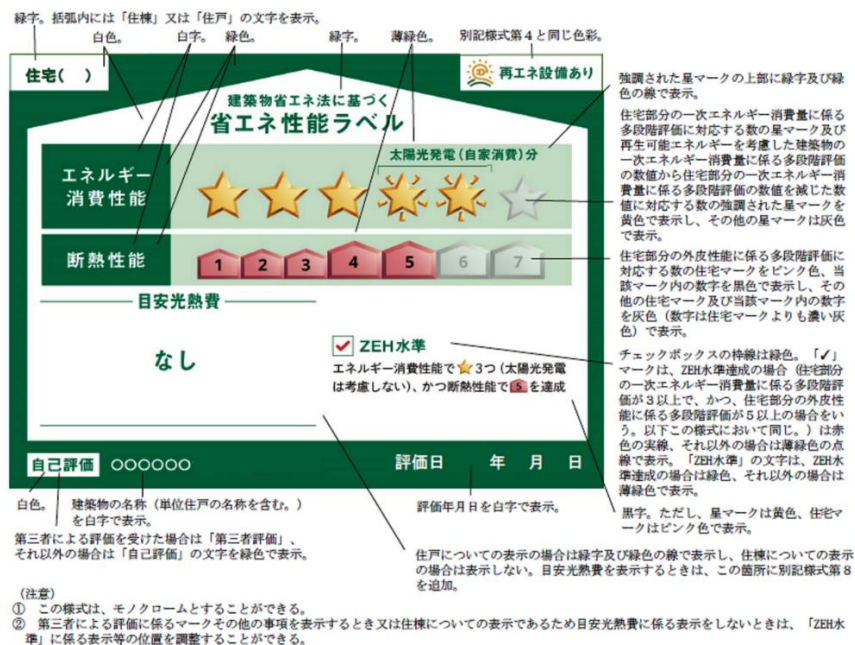 緑字。括弧内には「住棟」又は「住戸」の文字を表示。
白色。 白字。 緑色。 緑字。 薄緑色。 別記様式第4と同じ色彩。
住宅(　)
再エネ設備あり
建築物省エネ法に基づく
省エネ性能ラベル
太陽光発電(自家消費)分
エネルギー
消費性能
断熱性能
1 2 3 4 5 6 7
目安光熱費
なし
ZEH水準
エネルギー消費性能で⭐3つ(太陽光発電
は考慮しない)、かつ断熱性能で5を達成
自己評価 ○○○○○○
評価日　　年　月　日
強調された星マークの上部に緑字及び緑
色の線で表示。
住宅部分の一次エネルギー消費量に係る
多段階評価に対応する数の星マーク及び
再生可能エネルギーを考慮した建築物の
一次エネルギー消費量に係る多段階評価
の数値から住宅部分の一次エネルギー消
費量に係る多段階評価の数値を減じた数
値に対応する数の強調された星マークを
黄色で表示し、その他の星マークは灰色
で表示。
住宅部分の外皮性能に係る多段階評価に
対応する数の住宅マークをピンク色、当
該マーク内の数字を黒色で表示し、その
他の住宅マーク及び当該マーク内の数字
を灰色（数字は住宅マークよりも濃い灰
色）で表示。
チェックボックスの枠線は緑色。「✓」
マークは、ZEH水準達成の場合（住宅部分
の一次エネルギー消費量に係る多段階評
価が３以上で、かつ、住宅部分の外皮性
能に係る多段階評価が５以上の場合をい
う。以下この様式において同じ。）は赤
色の実線、それ以外の場合は薄緑色の点
線で表示。「ZEH水準」の文字は、ZEH水
準達成の場合は緑色、それ以外の場合は
薄緑色で表示。
黒字。ただし、星マークは黄色、住宅マ
ークはピンク色で表示。
白色。 建築物の名称（単位住戸の名称を含む。）
を白字で表示。
評価年月日を白字で表示。
第三者による評価を受けた場合は「第三者評価」、
それ以外の場合は「自己評価」の文字を緑色で表示。
住戸についての表示の場合は緑字及び緑色の線で表示し、住棟についての表示
の場合は表示しない。目安光熱費を表示するときは、この箇所に別記様式第８
を追加。
（注意）
① この様式は、モノクロームとすることができる。
② 第三者による評価に係るマークその他の事項を表示するとき又は住棟についての表示であるため目安光熱費に係る表示をしないときは、「ZEH水
準」に係る表示等の位置を調整することができる。